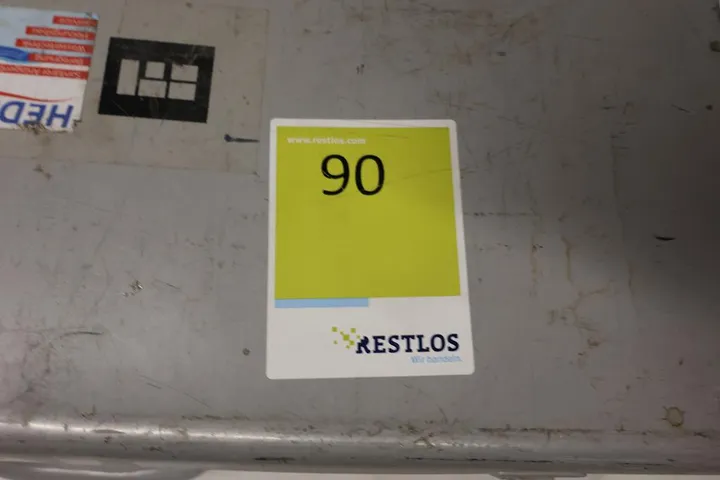 www.restlos.com
90
RESTLOS
Wir handeln.
HED